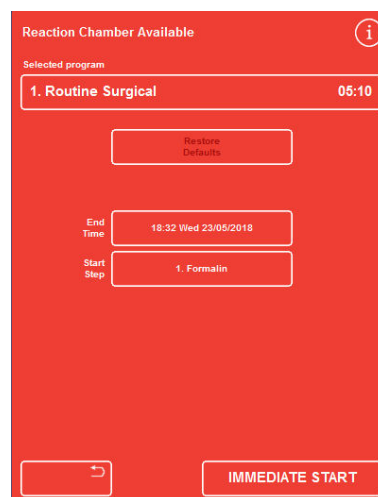 Reaction Chamber Available
i
Selected program
1. Routine Surgical 05:10
Restore
Defaults
End
Time
18:32 Wed 23/05/2018
Start
Step
1. Formalin
IMMEDIATE START